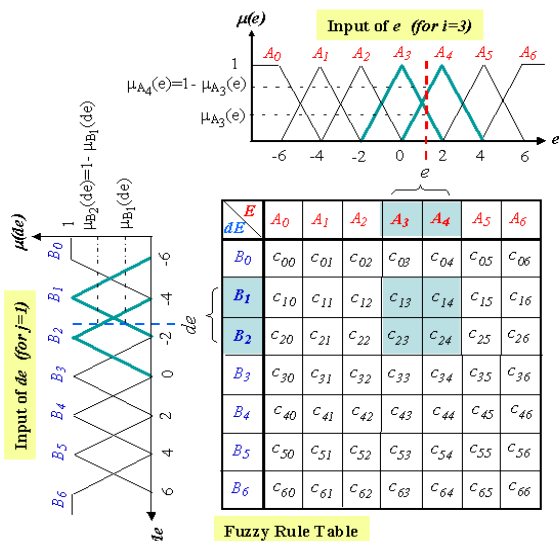 μ(e)
Input of e (for i=3)
1 A0 A1 A2 A3 A4 A5 A6
μA4(e)=1- μA3(e)
μA3(e)
e
-6 -4 -2 0 2 4 6
e
Input of de (for j=1)
μ(de)
1
μB2(de)=1- μB1(de)
μB1(de)
B0 B1 B2 B3 B4 B5 B6
-6 -4 -2 0 2 4 6
de
de
E
dE A0 A1 A2 A3 A4 A5 A6
B0 c00 c01 c02 c03 c04 c05 c06
B1 c10 c11 c12 c13 c14 c15 c16
B2 c20 c21 c22 c23 c24 c25 c26
B3 c30 c31 c32 c33 c34 c35 c36
B4 c40 c41 c42 c43 c44 c45 c46
B5 c50 c51 c52 c53 c54 c55 c56
B6 c60 c61 c62 c63 c64 c65 c66
Fuzzy Rule Table